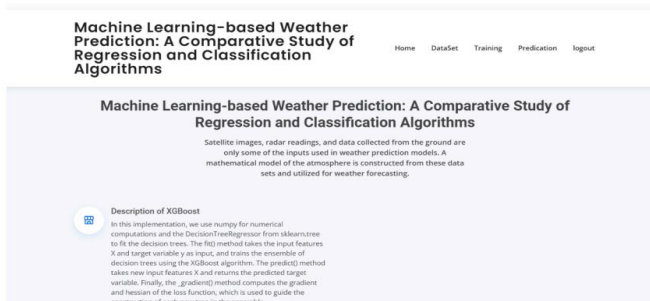 Machine Learning-based Weather
Prediction: A Comparative Study of
Regression and Classification
Algorithms
Home DataSet Training Predication logout
Machine Learning-based Weather Prediction: A Comparative Study of
Regression and Classification Algorithms
Satellite images, radar readings, and data collected from the ground are
only some of the inputs used in weather prediction models. A
mathematical model of the atmosphere is constructed from these data
sets and utilized for weather forecasting.
Description of XGBoost
In this implementation, we use numpy for numerical
computations and the DecisionTreeRegressor from sklearn.tree
to fit the decision trees. The fit() method takes the input features
X and target variable y as input, and trains the ensemble of
decision trees using the XGBoost algorithm. The predict() method
takes new input features X and returns the predicted target
variable. Finally, the _gradient() method computes the gradient
and hessian of the loss function, which is used to guide the